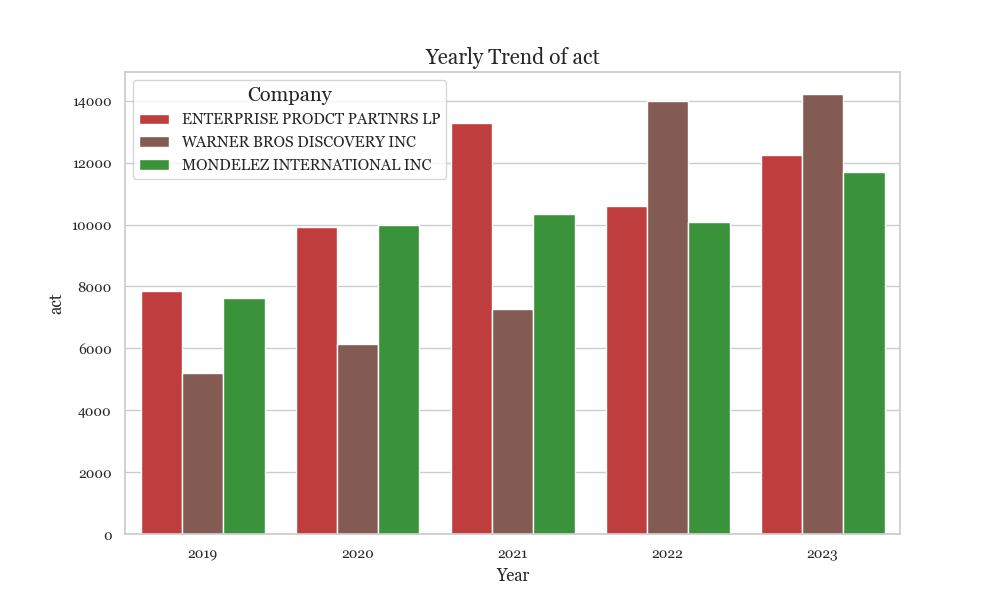 Yearly Trend of act
Company
ENTERPRISE PRODCT PARTNRS LP
WARNER BROS DISCOVERY INC
MONDELEZ INTERNATIONAL INC
14000
12000
10000
8000
6000
4000
2000
0
act
2019 2020 2021 2022 2023
Year